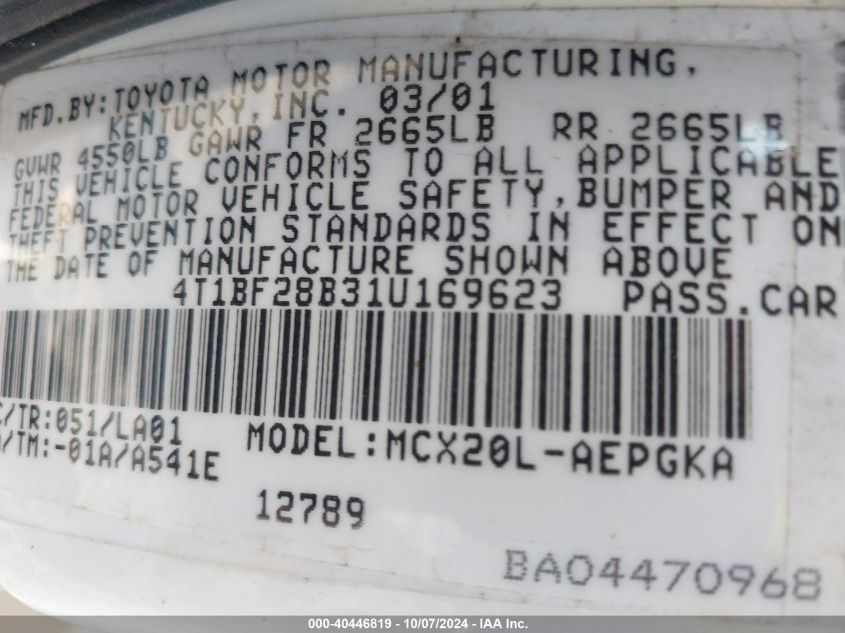 MFD.BY:TOYOTA MOTOR MANUFACTURING,
KENTUCKY,INC. 03/01
GVWR 4550LB GAWR FR 2665LB RR 2665LB
THIS VEHICLE CONFORMS TO ALL APPLICABLE
FEDERAL MOTOR VEHICLE SAFETY,BUMPER AND
THEFT PREVENTION STANDARDS IN EFFECT ON
THE DATE OF MANUFACTURE SHOWN ABOVE
4T1BF28B31U169623 PASS.CAR
C/TR:051/LA01
A/TM:-01A/A541E
MODEL:MCX20L-AEPGKA
12789
BA04470968
000-40446819 - 10/07/2024 - IAA Inc.